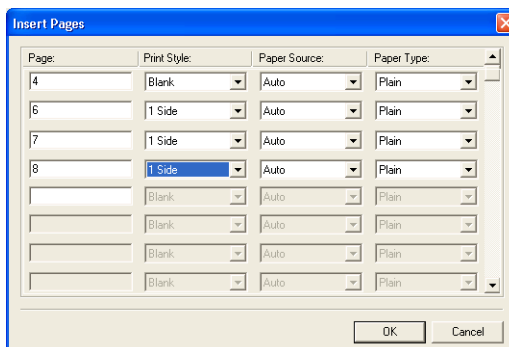 Insert Pages
Page: Print Style: Paper Source: Paper Type:
4 Blank Auto Plain
6 1 Side Auto Plain
7 1 Side Auto Plain
8 1 Side Auto Plain
Blank Auto Plain
Blank Auto Plain
Blank Auto Plain
Blank Auto Plain
OK Cancel